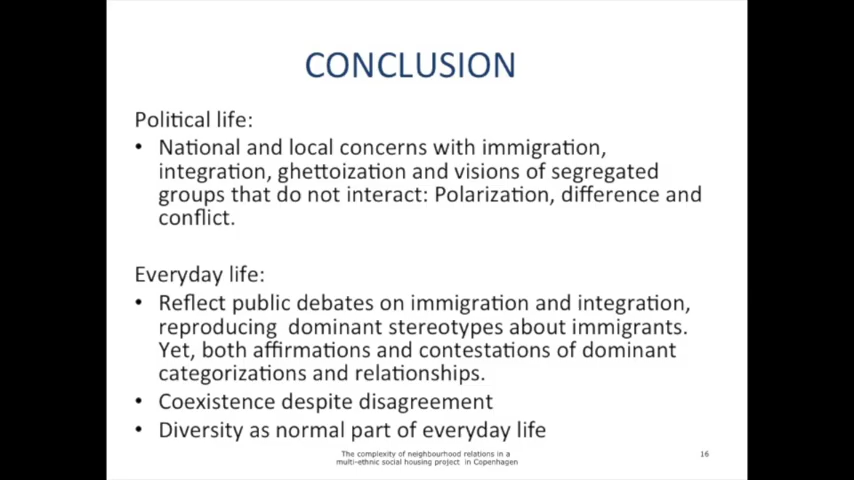 CONCLUSION
Political life:
• National and local concerns with immigration,
integration, ghettoization and visions of segregated
groups that do not interact: Polarization, difference and
conflict.
Everyday life:
• Reflect public debates on immigration and integration,
reproducing  dominant stereotypes about immigrants.
Yet, both affirmations and contestations of dominant
categorizations and relationships.
• Coexistence despite disagreement
• Diversity as normal part of everyday life
The complexity of neighbourhood relations in a
multi-ethnic social housing project  in Copenhagen
16